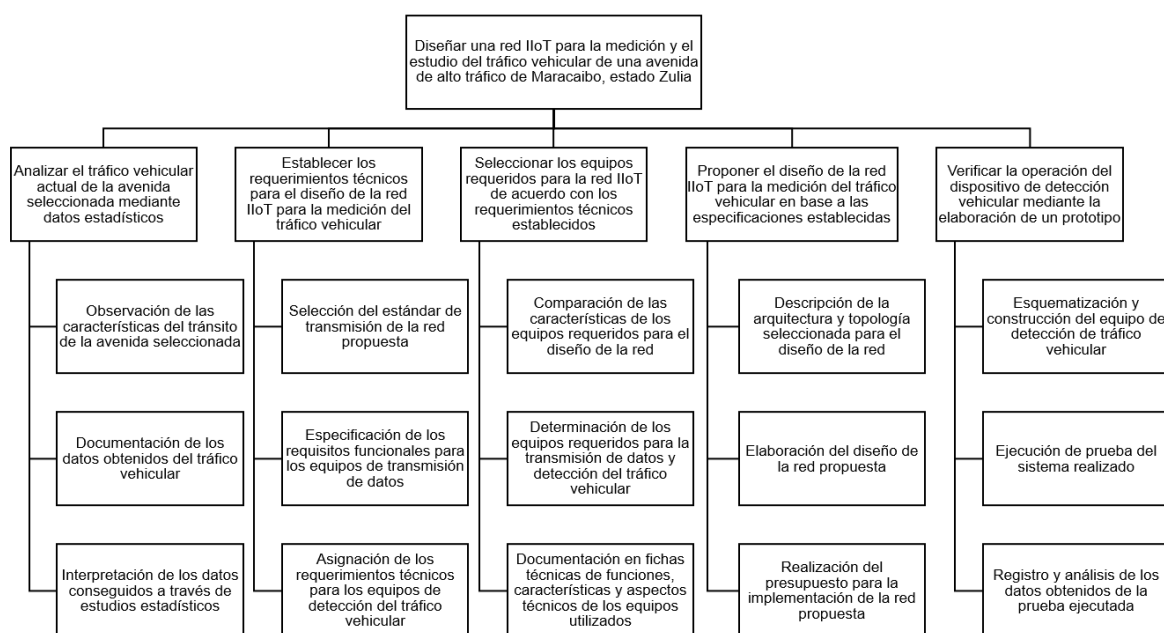 Diseñar una red IIoT para la medición y el
estudio del tráfico vehicular de una avenida
de alto tráfico de Maracaibo, estado Zulia
Analizar el tráfico vehicular
actual de la avenida
seleccionada mediante
datos estadísticos
Establecer los
requerimientos técnicos
para el diseño de la red
IIoT para la medición del
tráfico vehicular
Seleccionar los equipos
requeridos para la red IIoT
de acuerdo con los
requerimientos técnicos
establecidos
Proponer el diseño de la red
IIoT para la medición del tráfico
vehicular en base a las
especificaciones establecidas
Verificar la operación del
dispositivo de detección
vehicular mediante la
elaboración de un prototipo
Observación de las
características del tránsito
de la avenida seleccionada
Selección del estándar de
transmisión de la red
propuesta
Comparación de las
características de los
equipos requeridos para el
diseño de la red
Descripción de la
arquitectura y topología
seleccionada para el
diseño de la red
Esquematización y
construcción del equipo de
detección de tráfico
vehicular
Documentación de los
datos obtenidos del tráfico
vehicular
Especificación de los
requisitos funcionales para
los equipos de transmisión
de datos
Determinación de los
equipos requeridos para la
transmisión de datos y
detección del tráfico
vehicular
Elaboración del diseño de
la red propuesta
Ejecución de prueba del
sistema realizado
Interpretación de los datos
conseguidos a través de
estudios estadísticos
Asignación de los
requerimientos técnicos
para los equipos de
detección del tráfico
vehicular
Documentación en fichas
técnicas de funciones,
características y aspectos
técnicos de los equipos
utilizados
Realización del
presupuesto para la
implementación de la red
propuesta
Registro y análisis de los
datos obtenidos de la
prueba ejecutada